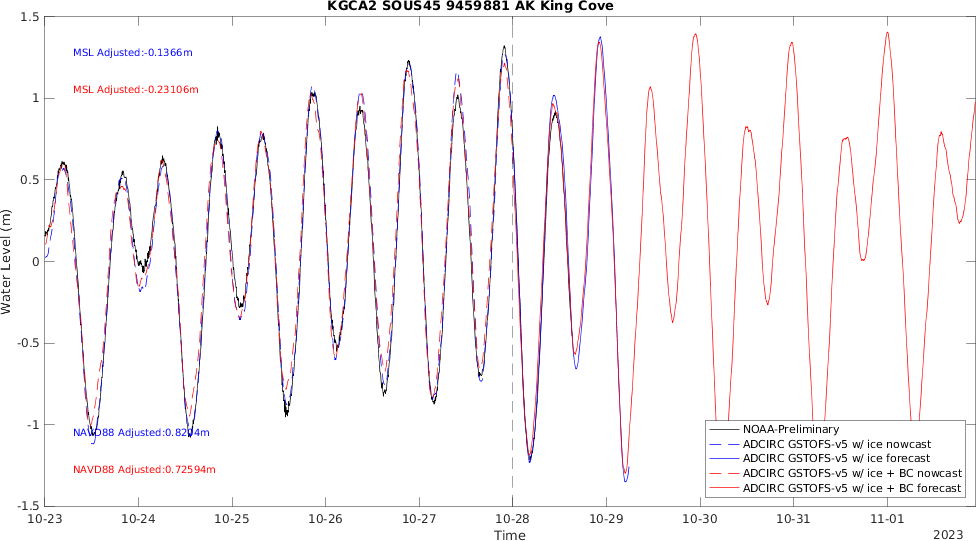 KGCA2 SOUS45 9459881 AK King Cove
1.5
MSL Adjusted:-0.1366m
1
MSL Adjusted:-0.23106m
0.5
Water Level (m)
0
-0.5
-1
NAVD88
NAVD88 Adjusted:0.72594m
-1.5
NOAA-Preliminary
ADCIRC GSTOFS-v5 w/ ice nowcast
ADCIRC GSTOFS-v5 w/ ice forecast
ADCIRC GSTOFS-v5 w/ ice + BC nowcast
ADCIRC GSTOFS-v5 w/ ice + BC forecast
10-23 10-24 10-25 10-26 10-27 10-28 10-29 10-30 10-31 11-01
Time
2023